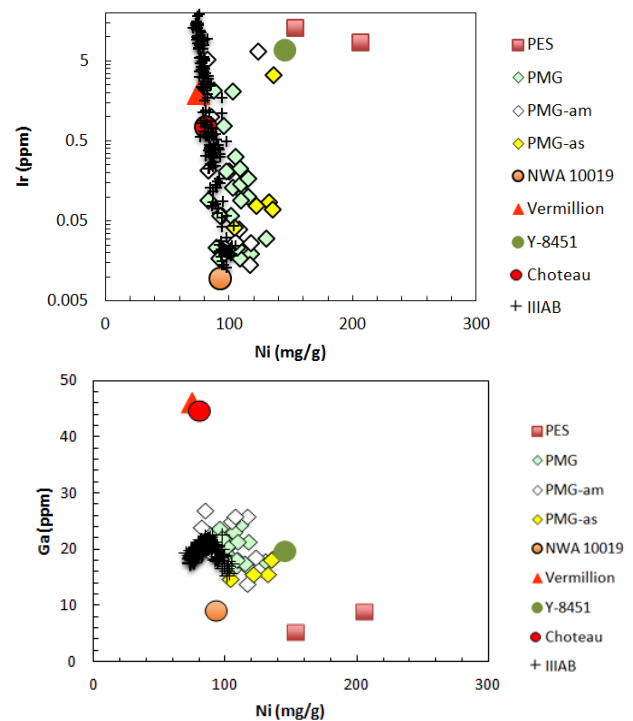 5
0.5
0.05
0.005
Ir (ppm)
0 100 200 300
Ni (mg/g)
PES
PMG
PMG-am
PMG-as
NWA 10019
Vermillion
Y-8451
Choteau
IIIAB
50
40
30
20
10
0
Ga(ppm)
0 100 200 300
Ni (mg/g)
PES
PMG
PMG-am
PMG-as
NWA 10019
Vermillion
Y-8451
Choteau
IIIAB